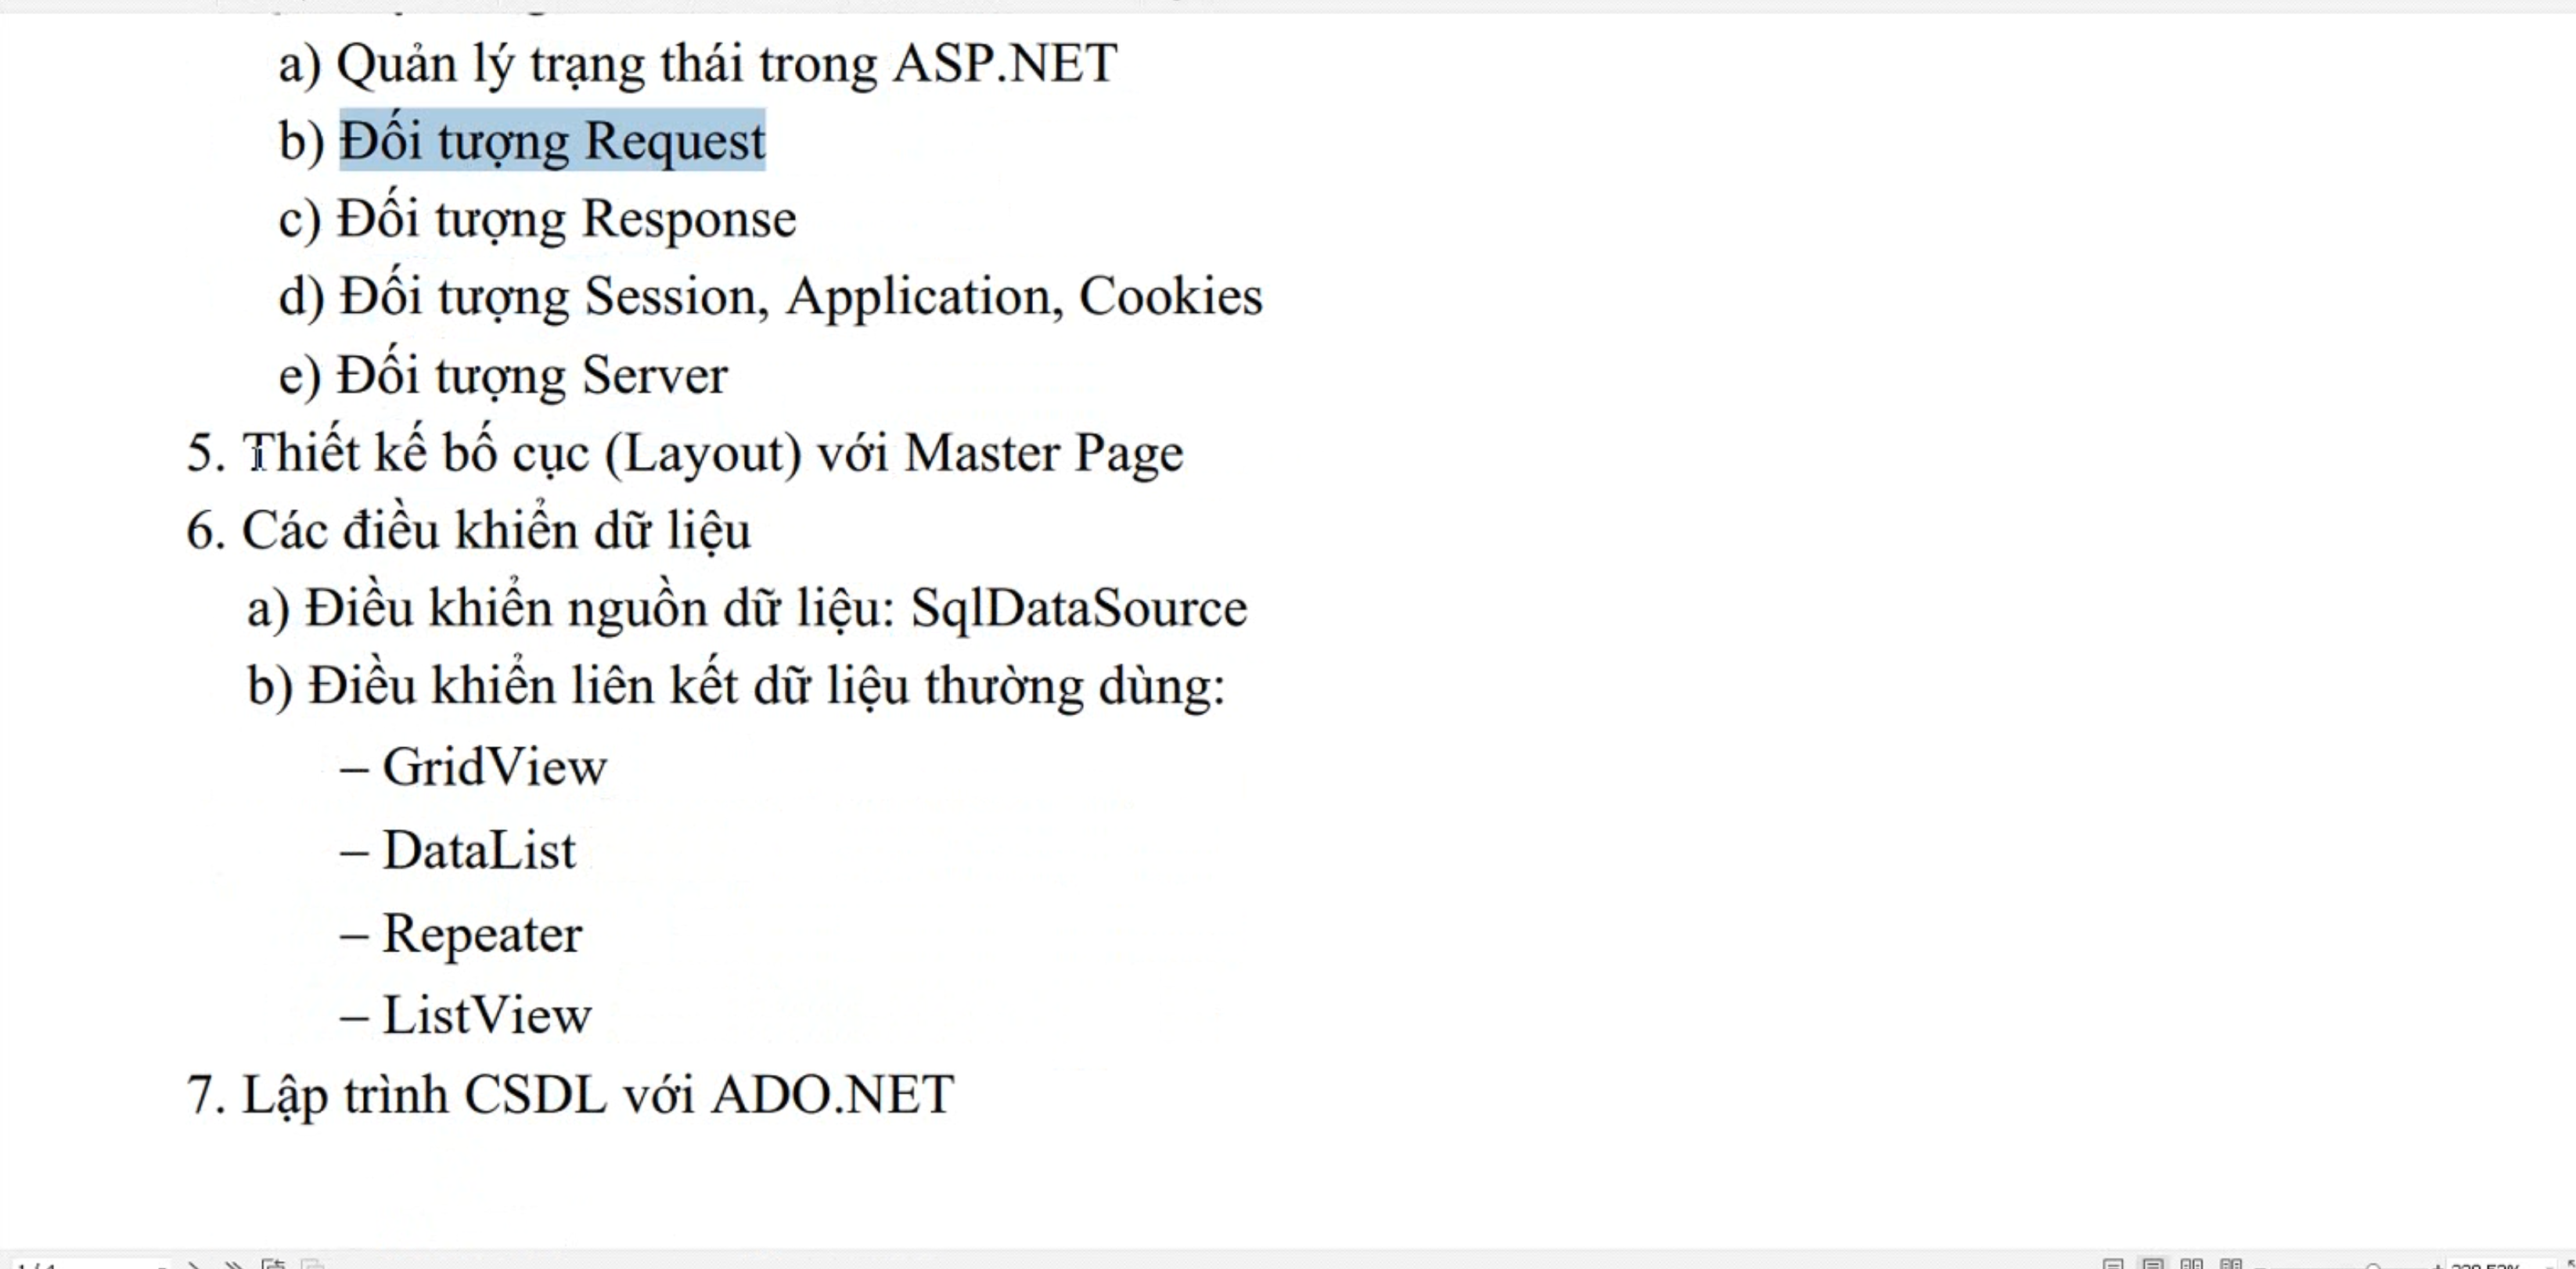 a) Quản lý trạng thái trong ASP.NET
b) Đối tượng Request
c) Đối tượng Response
d) Đối tượng Session, Application, Cookies
e) Đối tượng Server
5. Thiết kế bố cục (Layout) với Master Page
6. Các điều khiển dữ liệu
a) Điều khiển nguồn dữ liệu: SqlDataSource
b) Điều khiển liên kết dữ liệu thường dùng:
– GridView
– DataList
– Repeater
– ListView
7. Lập trình CSDL với ADO.NET